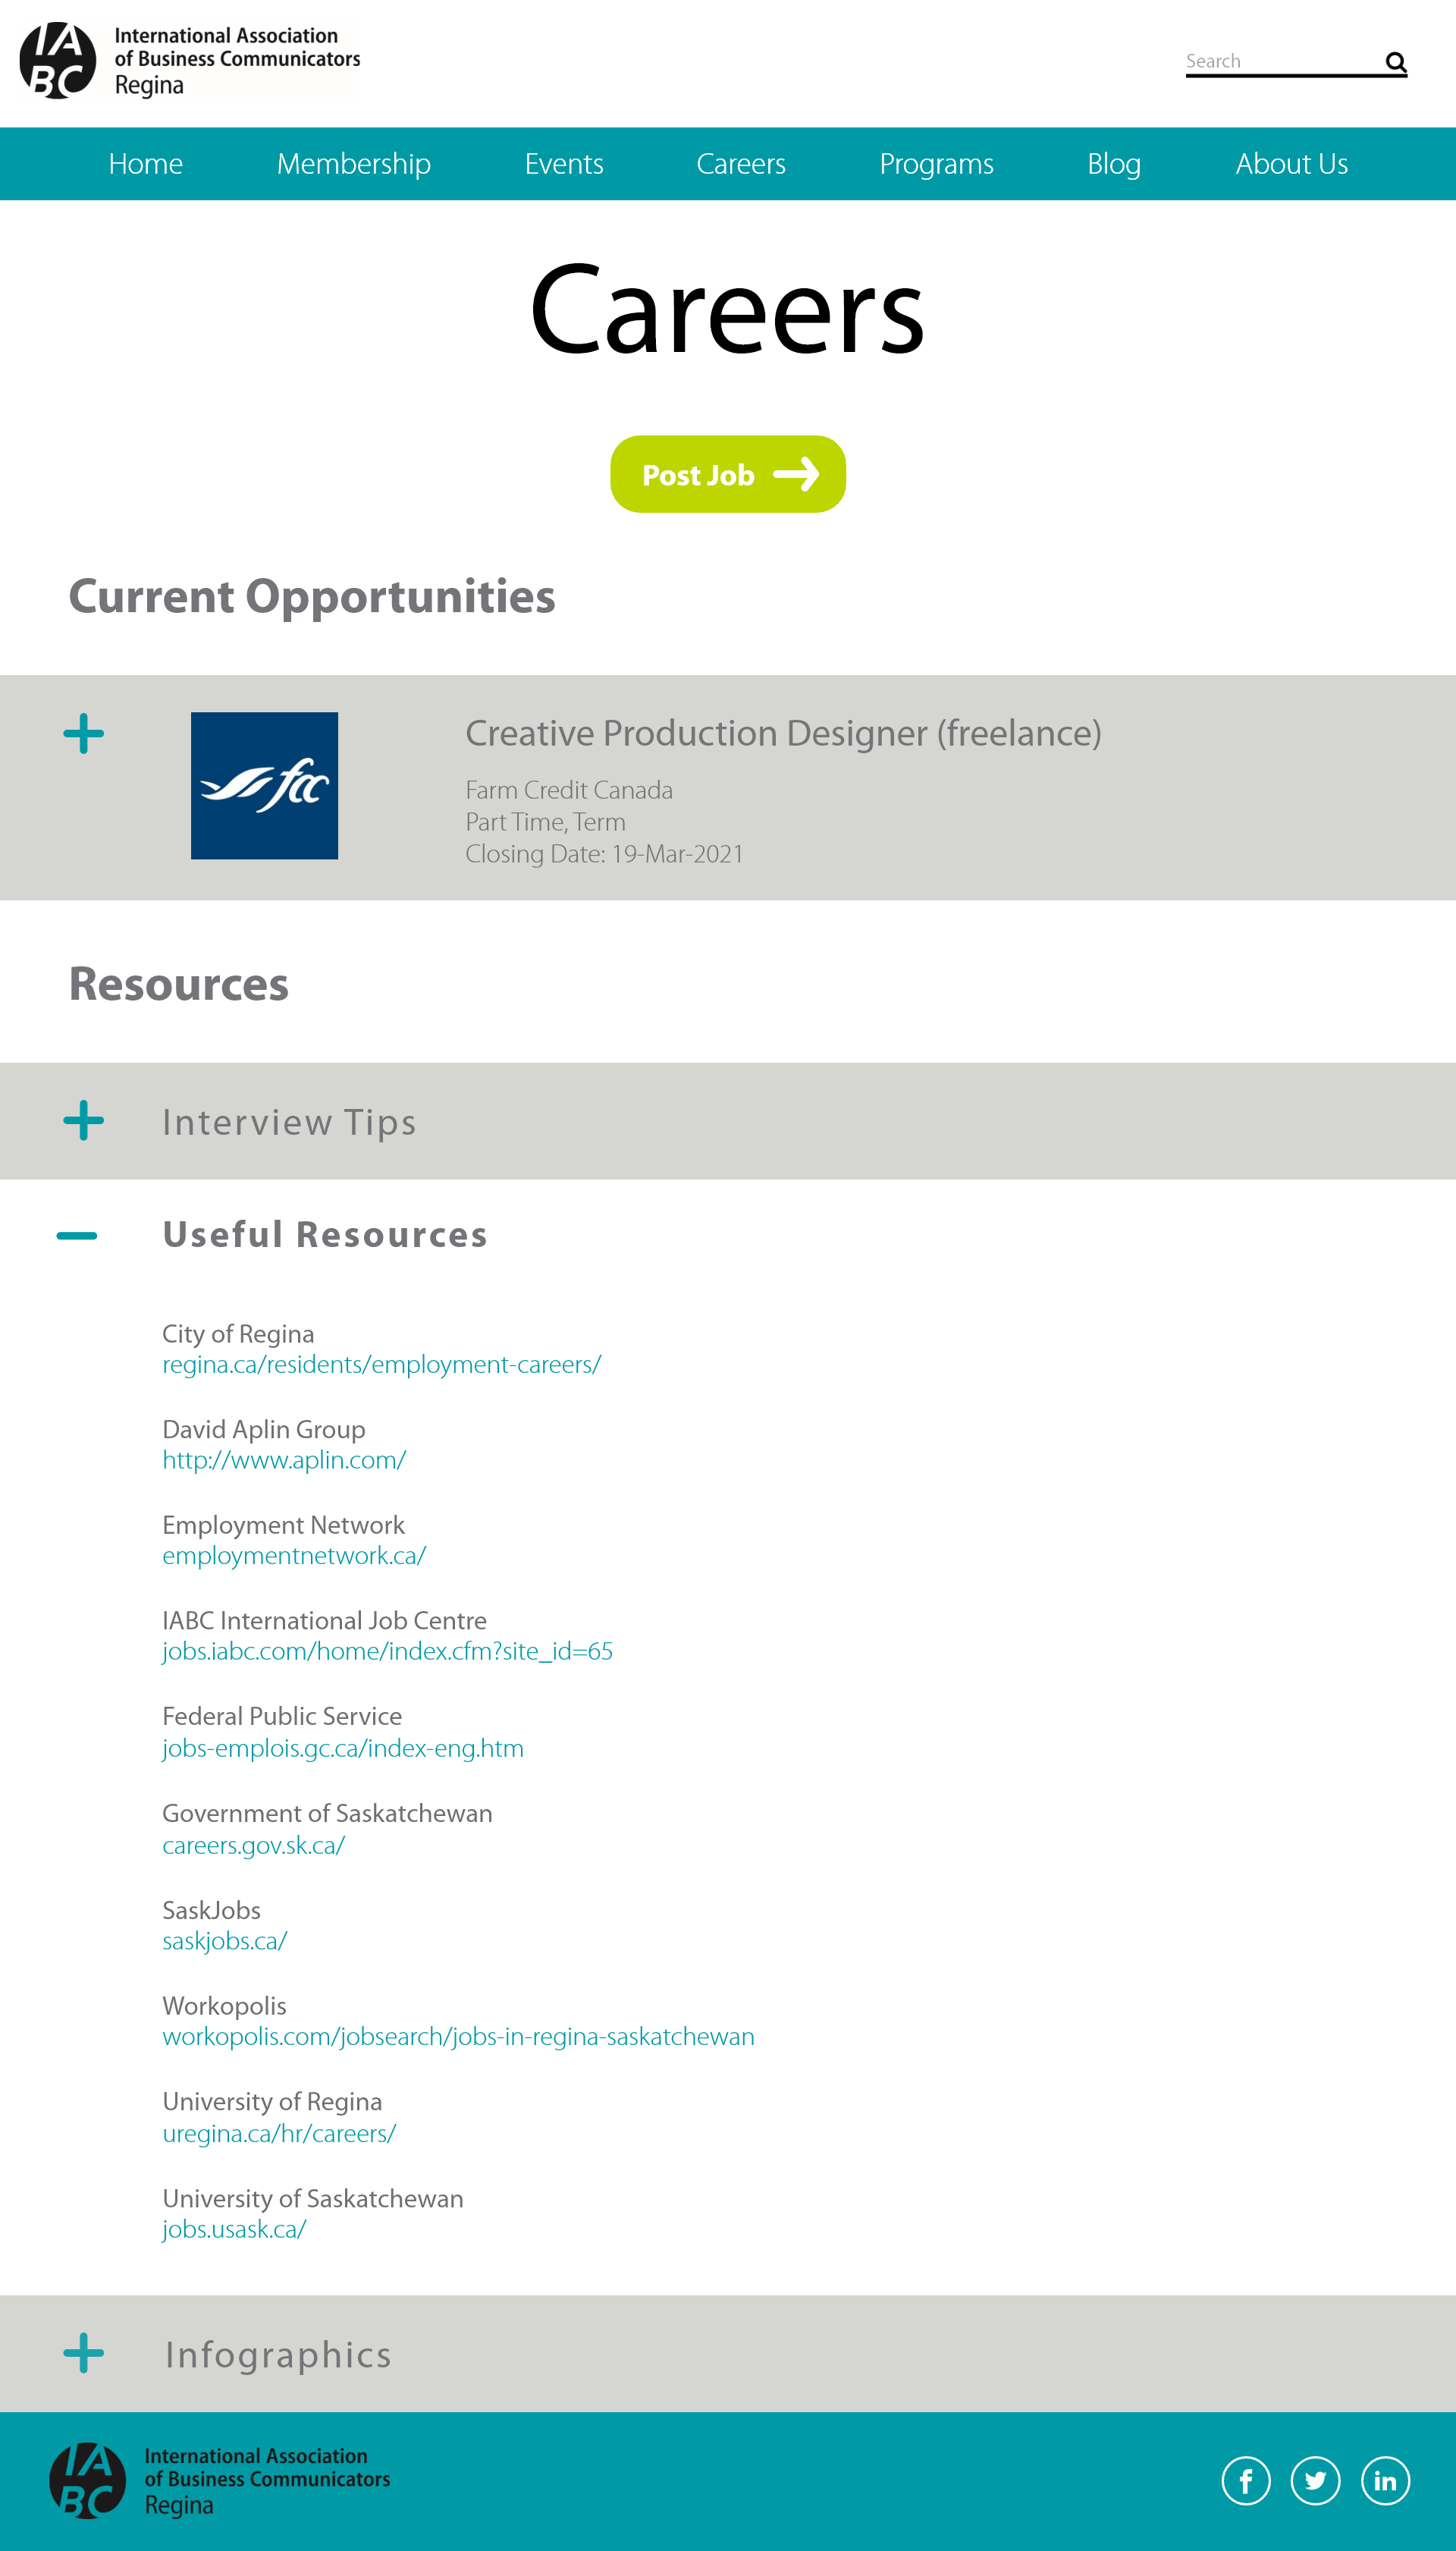 IABC
International Association
of Business Communicators
Regina
Search
Home Membership Events Careers Programs Blog About Us
Careers
Post Job
Current Opportunities
fcc
Creative Production Designer (freelance)
Farm Credit Canada
Part Time, Term
Closing Date: 19-Mar-2021
Resources
Interview Tips
Useful Resources
City of Regina
regina.ca/residents/employment-careers/
David Aplin Group
http://www.aplin.com/
Employment Network
employmentnetwork.ca/
IABC International Job Centre
jobs.iabc.com/home/index.cfm?site_id=65
Federal Public Service
jobs-emplois.gc.ca/index-eng.htm
Government of Saskatchewan
careers.gov.sk.ca/
SaskJobs
saskjobs.ca/
Workopolis
workopolis.com/jobsearch/jobs-in-regina-saskatchewan
University of Regina
uregina.ca/hr/careers/
University of Saskatchewan
jobs.usask.ca/
Infographics
IABC
International Association
of Business Communicators
Regina
f
in